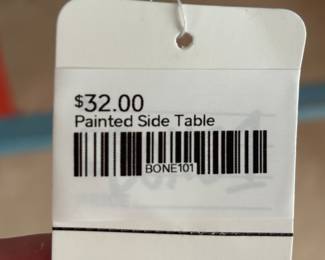 $32.00
Painted Side Table
BONE101